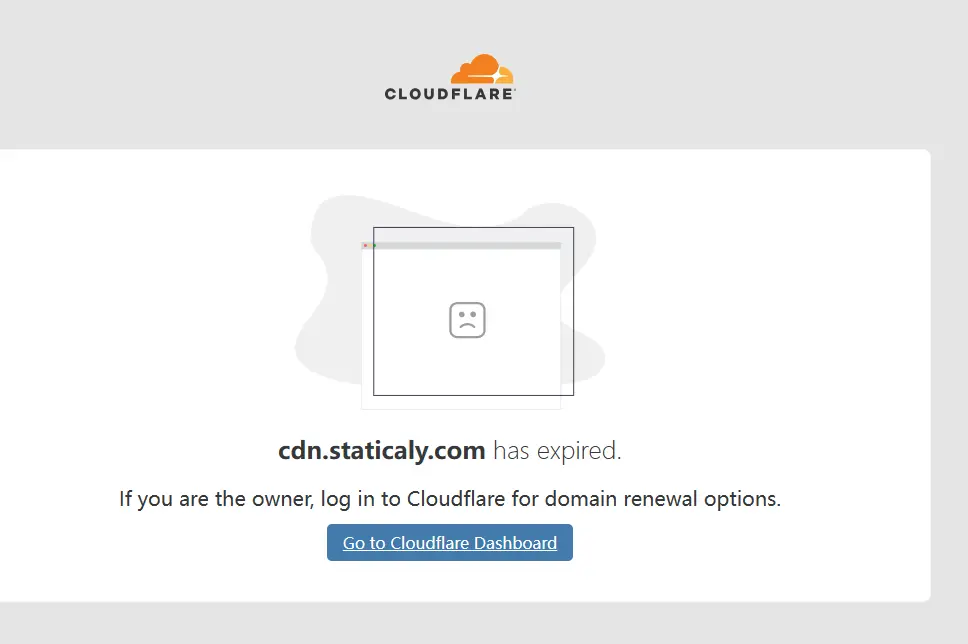 CLOUDFLARE
cdn.staticaly.com has expired.
If you are the owner, log in to Cloudflare for domain renewal options.
Go to Cloudflare Dashboard